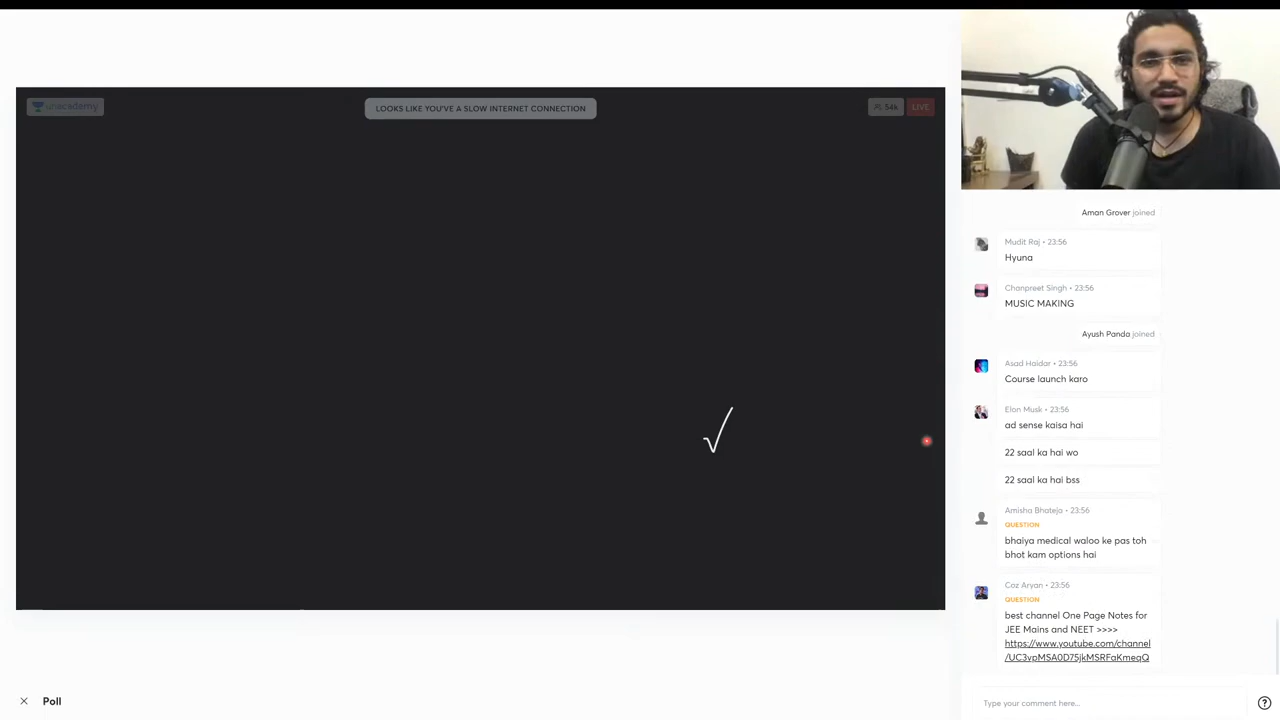 unacademy
LOOKS LIKE YOU'VE A SLOW INTERNET CONNECTION
54k
LIVE
√
Aman Grover joined
Mudit Raj • 23:56
Hyuna
Chanpreet Singh • 23:56
MUSIC MAKING
Ayush Panda joined
Asad Haidar • 23:56
Course launch karo
Elon Musk • 23:56
ad sense kaisa hai
22 saal ka hai wo
22 saal ka hai bss
Amisha Bhateja • 23:56
QUESTION
bhaiya medical waloo ke pas toh
bhot kam options hai
Coz Aryan • 23:56
QUESTION
best channel One Page Notes for
JEE Mains and NEET >>>>
https://www.youtube.com/channel
/UC3vpMSA0D75jkMSRFaKmeqQ
Type your comment here...
?
× Poll